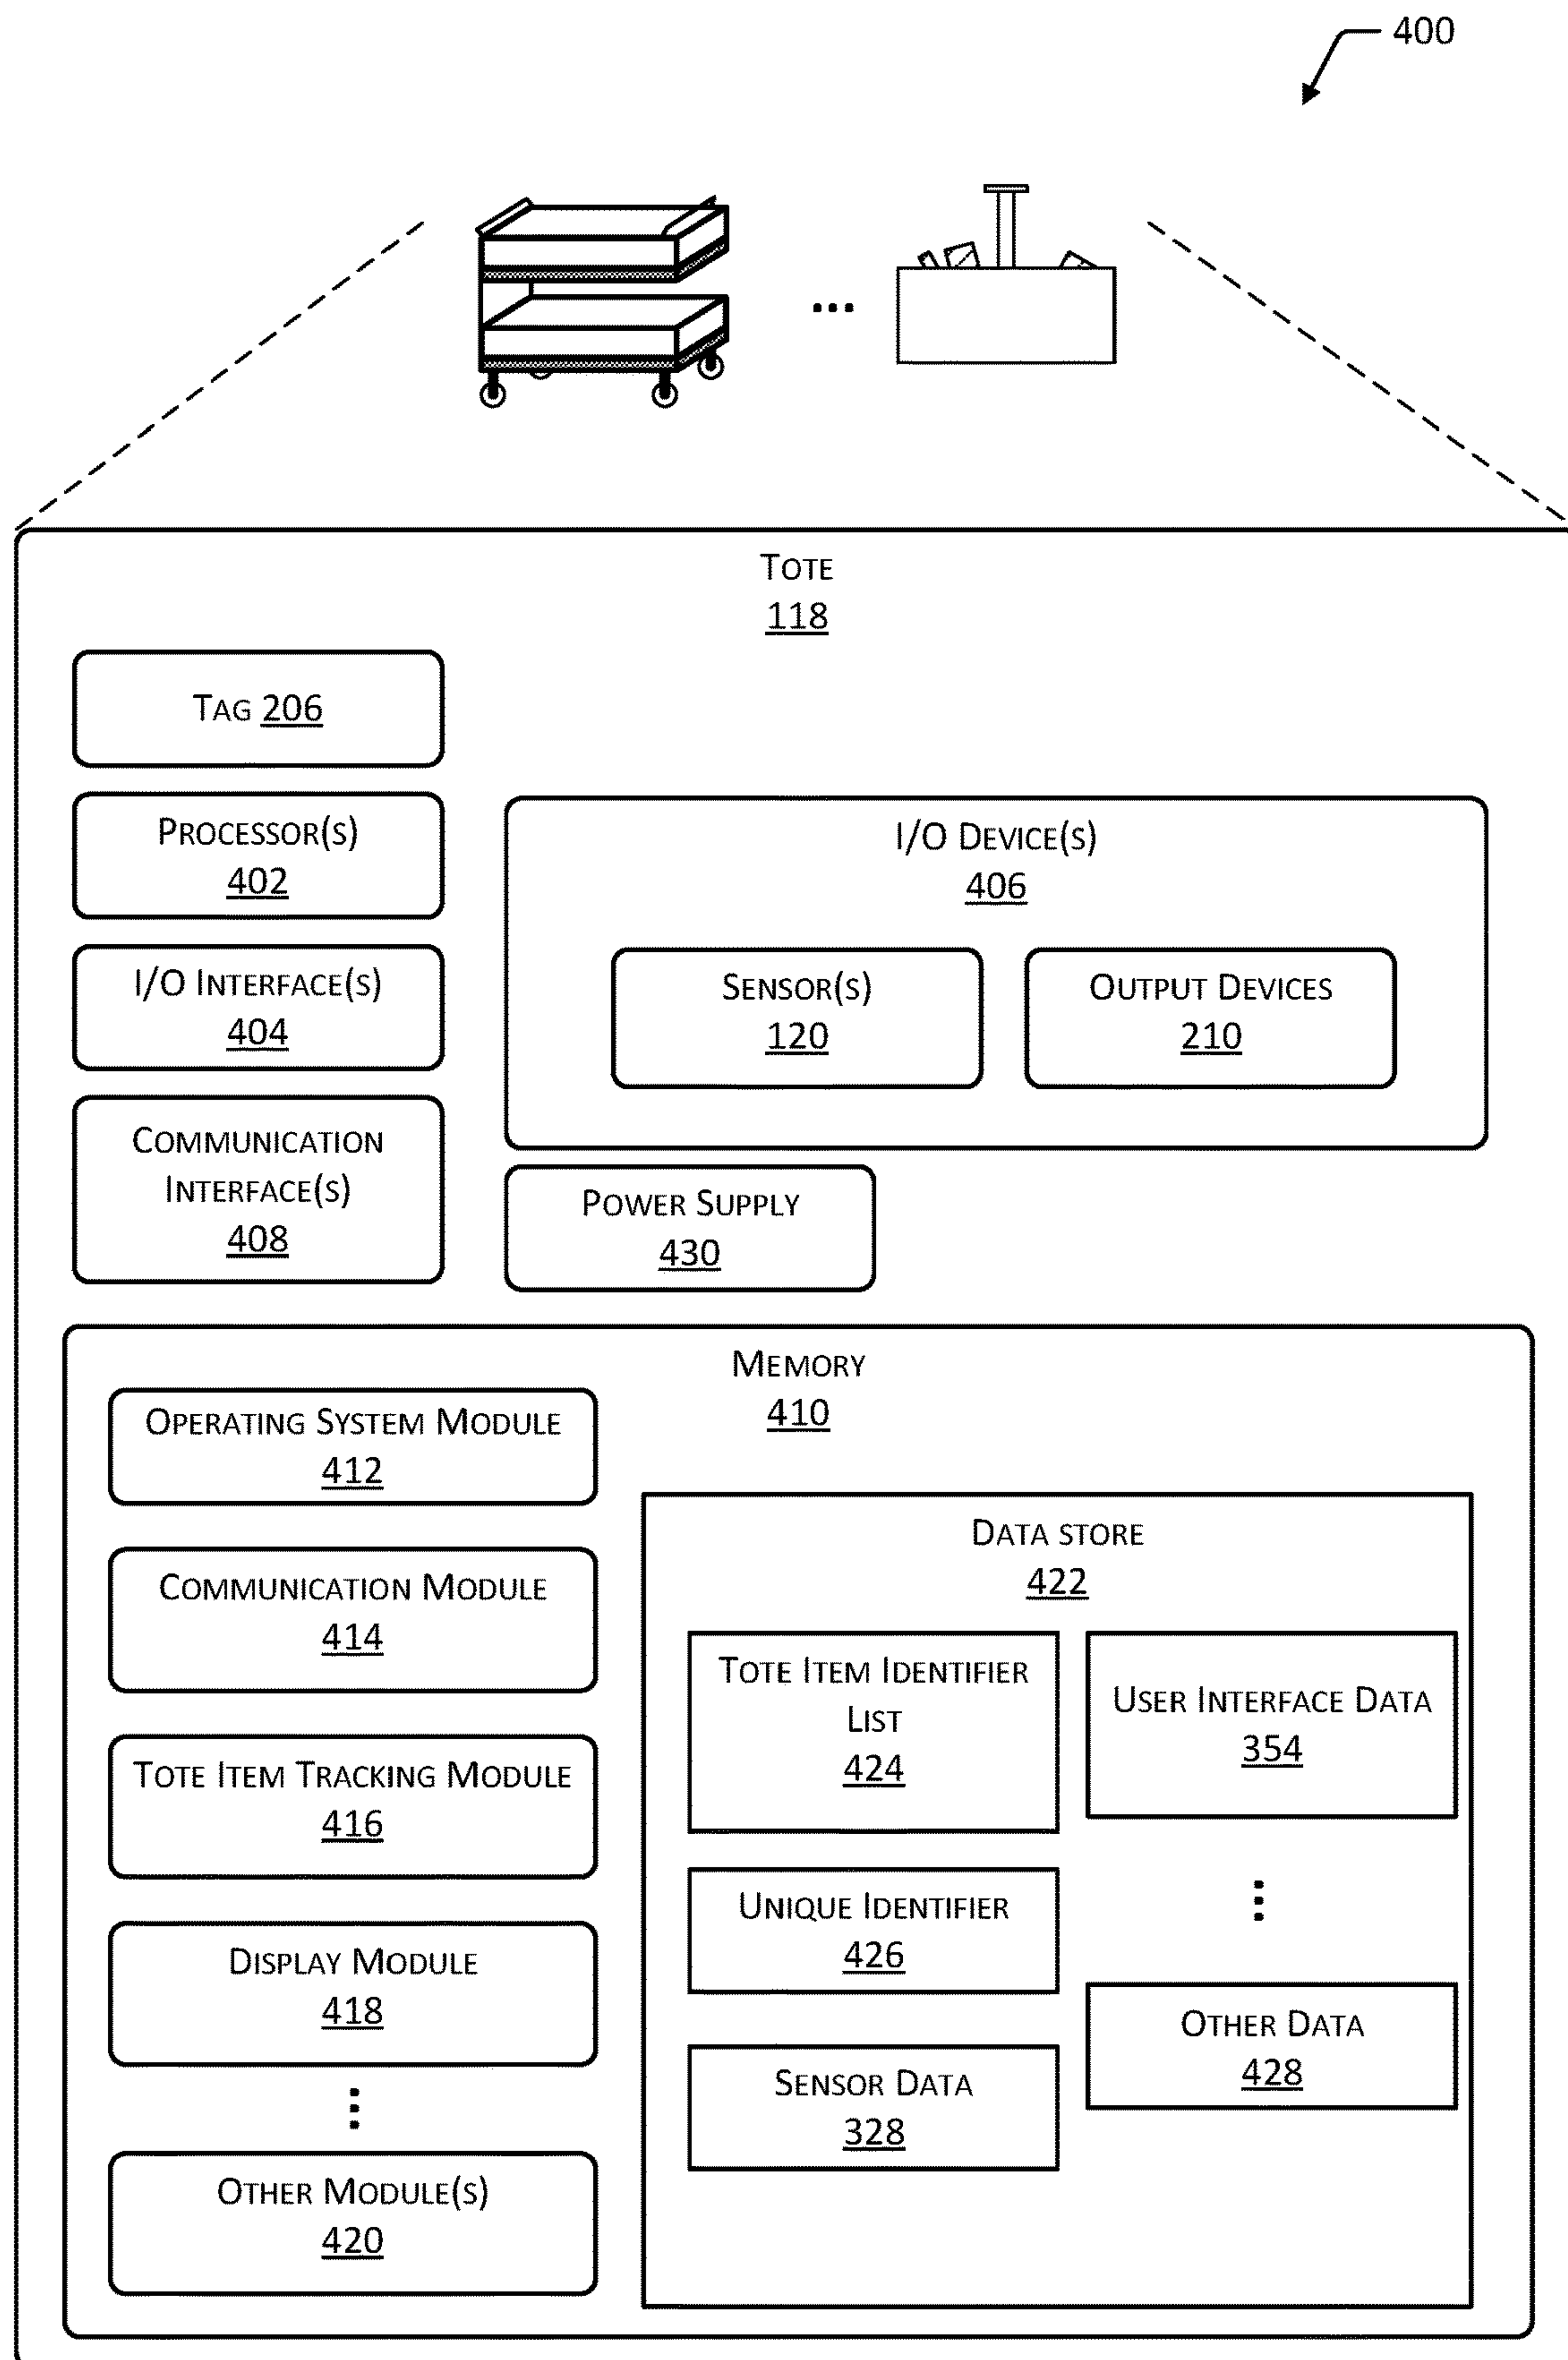 400
TOTE
118
TAG 206
PROCESSOR(S)
402
I/O INTERFACE(S)
404
COMMUNICATION
INTERFACE(S)
408
I/O DEVICE(S)
406
SENSOR(S)
120
OUTPUT DEVICES
210
POWER SUPPLY
430
MEMORY
410
OPERATING SYSTEM MODULE
412
COMMUNICATION MODULE
414
TOTE ITEM TRACKING MODULE
416
DISPLAY MODULE
418
OTHER MODULE(S)
420
DATA STORE
422
TOTE ITEM IDENTIFIER
LIST
424
UNIQUE IDENTIFIER
426
SENSOR DATA
328
USER INTERFACE DATA
354
OTHER DATA
428